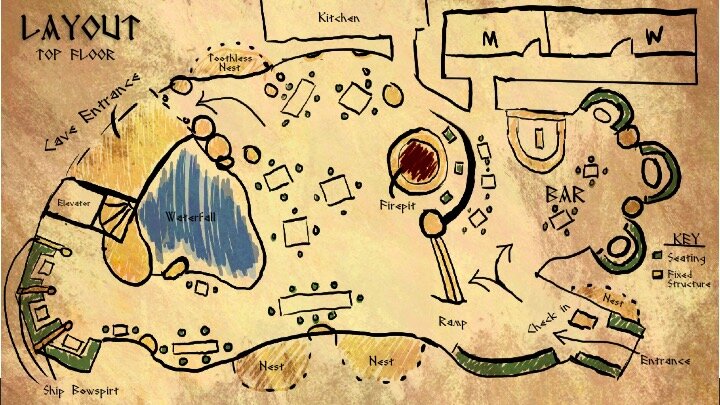 LAYOUT
TOP FLOOR
Kitchen
M
W
Toothless
Nest
Cave Entrance
Elevator
Waterfall
Firepit
BAR
KEY
Seating
Fixed
Structure
Nest
Check in
Ramp
Entrance
Nest
Nest
Ship Bowspirt